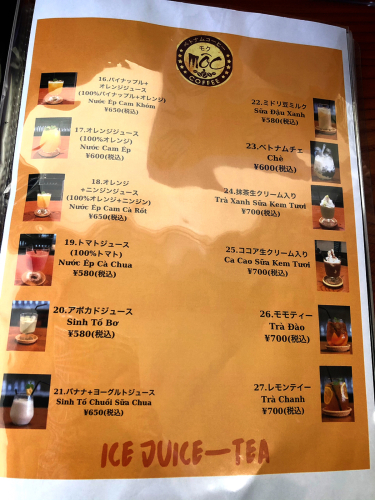 ベトナムコーヒー
モク
MỘC
COFFEE
16.パイナップル+
オレンジジュース
(100%パイナップル+オレンジ)
Nước Ép Cam Khóm
¥650(税込)
17.オレンジジュース
(100%オレンジ)
Nước Cam Ép
¥600(税込)
18.オレンジ
+ニンジンジュース
(100%オレンジ+ニンジン)
Nước Ép Cam Cà Rốt
¥650(税込)
19.トマトジュース
(100%トマト)
Nước Ép Cà Chua
¥580(税込)
20.アボカドジュース
Sinh Tố Bơ
¥580(税込)
21.バナナ+ヨーグルトジュース
Sinh Tố Chuối Sữa Chua
¥650(税込)
22.ミドリ豆ミルク
Sữa Đậu Xanh
¥580(税込)
23.ベトナムチェ
Chè
¥600(税込)
24.抹茶生クリーム入り
Trà Xanh Sữa Kem Tươi
¥700(税込)
25.ココア生クリーム入り
Ca Cao Sữa Kem Tươi
¥700(税込)
26.モモティー
Trà Đào
¥700(税込)
27.レモンテイー
Trà Chanh
¥700(税込)
ICE JUICE—TEA